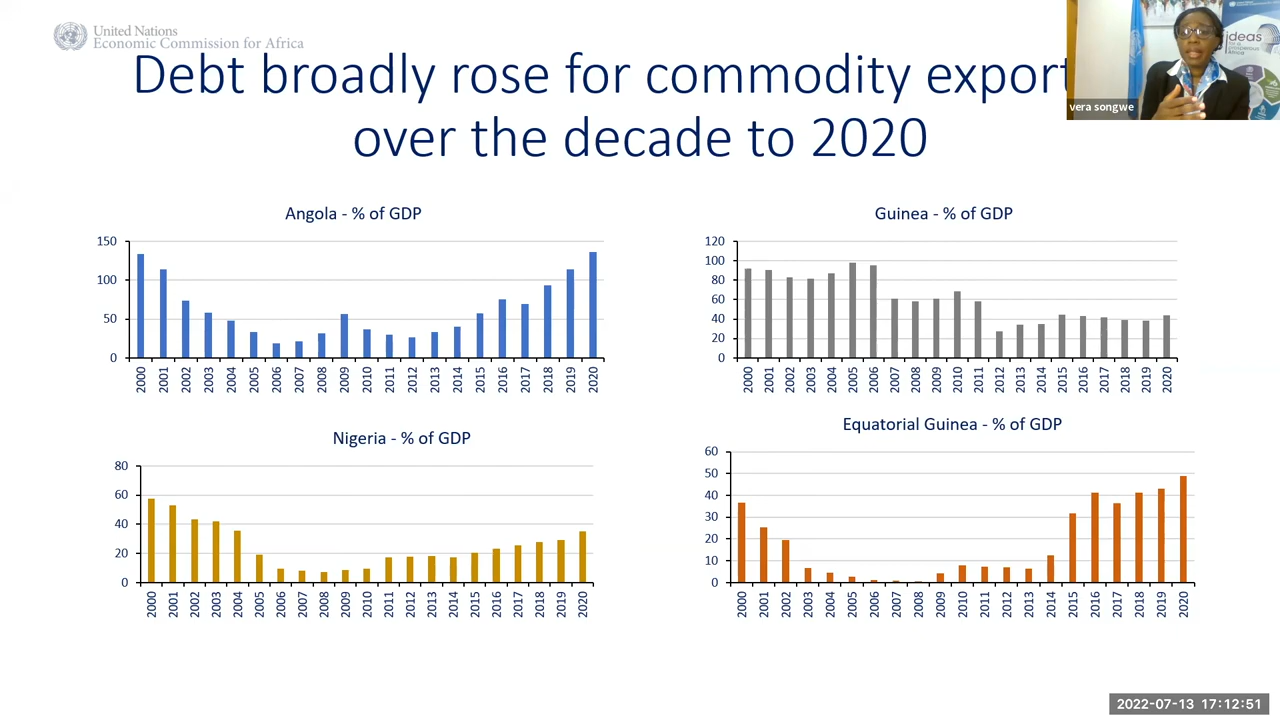 United Nations
Economic Commission for Africa
Debt broadly rose for commodity export
over the decade to 2020
ideas
vera songwe
Angola - % of GDP
150
100
50
0
2000 2001 2002 2003 2004 2005 2006 2007 2008 2009 2010 2011 2012 2013 2014 2015 2016 2017 2018 2019 2020
Guinea - % of GDP
120
100
80
60
40
20
0
2000 2001 2002 2003 2004 2005 2006 2007 2008 2009 2010 2011 2012 2013 2014 2015 2016 2017 2018 2019 2020
Nigeria - % of GDP
80
60
40
20
0
2000 2001 2002 2003 2004 2005 2006 2007 2008 2009 2010 2011 2012 2013 2014 2015 2016 2017 2018 2019 2020
Equatorial Guinea - % of GDP
60
50
40
30
20
10
0
2000 2001 2002 2003 2004 2005 2006 2007 2008 2009 2010 2011 2012 2013 2014 2015 2016 2017 2018 2019 2020
2022-07-13 17:12:51